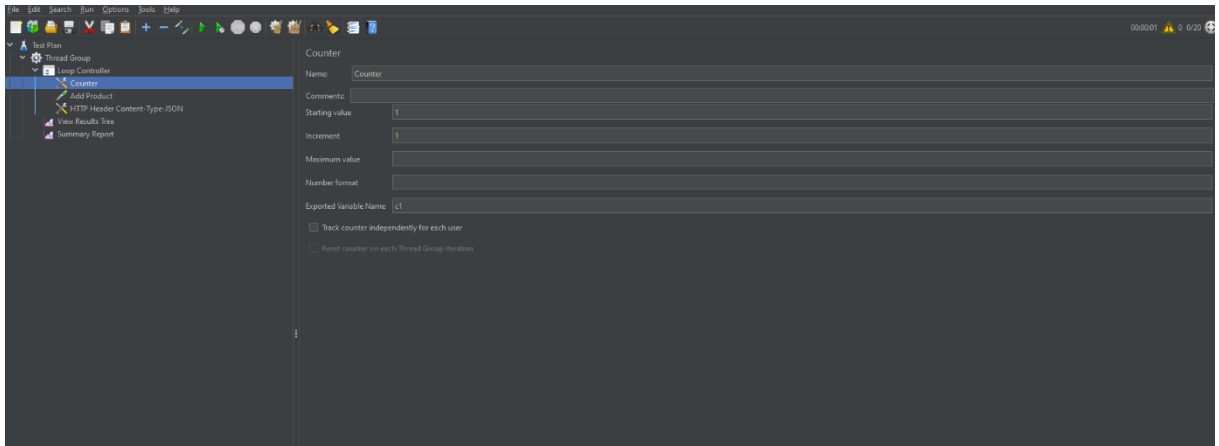 File Edit Search Run Options Tools Help
00:00:01 0 0/20
Test Plan
Thread Group
Loop Controller
Counter
Add Product
HTTP Header Content-Type-JSON
View Results Tree
Summary Report
Counter
Name: Counter
Comments:
Starting value 1
Increment 1
Maximum value
Number format
Exported Variable Name c1
Track counter independently for each user
Reset counter on each Thread Group Iteration